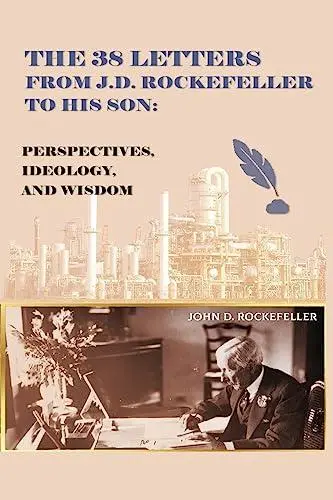 THE 38 LETTERS
FROM J.D. ROCKEFELLER
TO HIS SON:
PERSPECTIVES,
IDEOLOGY,
AND WISDOM
JOHN D. ROCKEFELLER